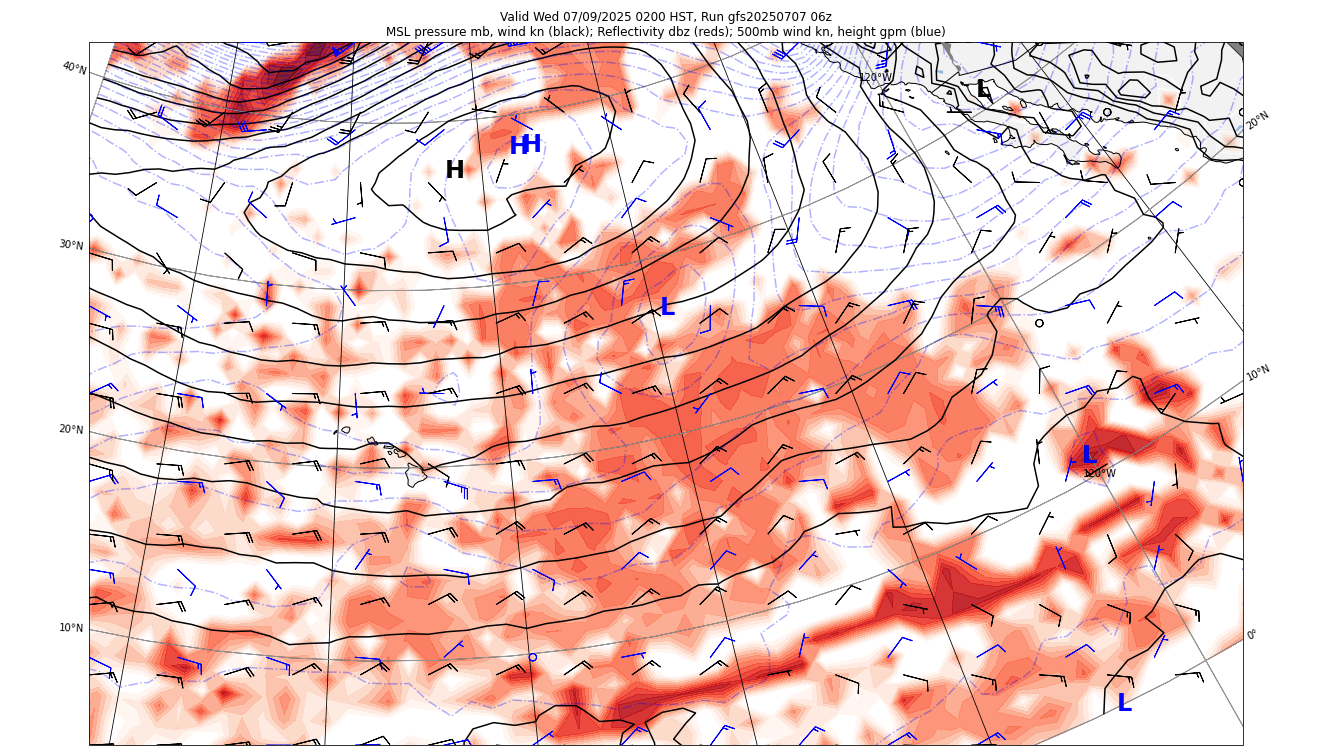 Valid Wed 07/09/2025 0200 HST, Run gfs20250707 06z
MSL pressure mb, wind kn (black); Reflectivity dbz (reds); 500mb wind kn, height gpm (blue)
40°N
120°W
L
20°N
H
HH
30°N
L
10°N
20°N
L
120°W
10°N
0°
L